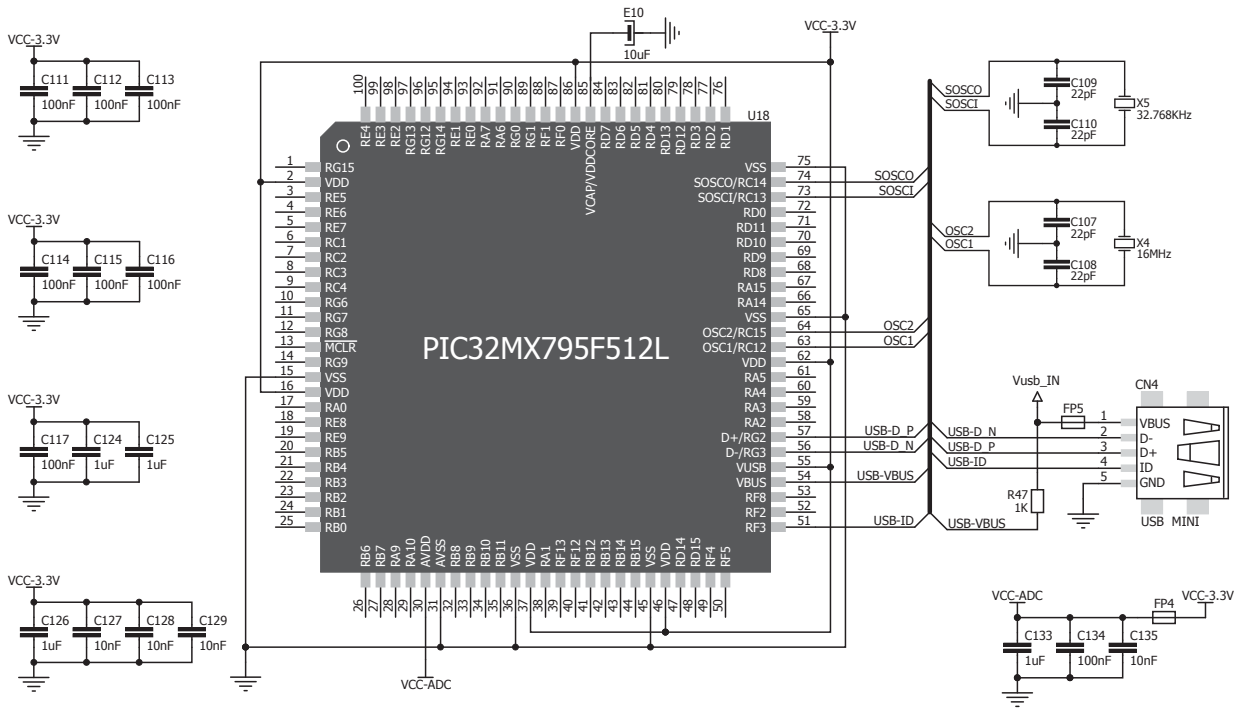 E10
10uF
VCC-3.3V
C111
100nF
C112
100nF
C113
100nF
VCC-3.3V
C114
100nF
C115
100nF
C116
100nF
VCC-3.3V
C117
100nF
C124
1uF
C125
1uF
VCC-3.3V
C126
1uF
C127
10nF
C128
10nF
C129
10nF
VCC-3.3V
100 99 98 97 96 95 94 93 92 91 90 89 88 87 86 85 84 83 82 81 80 79 78 77 76
RE4 RE3 RE2 RG13 RG12 RG14 RE1 RE0 RA7 RA6 RG0 RG1 RF1 RF0 VDD VCAP/VDDCORE RD7 RD6 RD5 RD4 RD13 RD12 RD3 RD2 RD1
U18
1 RG15
2 VDD
3 RE5
4 RE6
5 RE7
6 RC1
7 RC2
8 RC3
9 RC4
10 RG6
11 RG7
12 RG8
13 MCLR
14 RG9
15 VSS
16 VDD
17 RA0
18 RE8
19 RE9
20 RB5
21 RB4
22 RB3
23 RB2
24 RB1
25 RB0
PIC32MX795F512L
VSS 75
SOSCO/RC14 74 SOSCO
SOSCI/RC13 73 SOSCI
RD0 72
RD11 71
RD10 70
RD9 69
RD8 68
RA15 67
RA14 66
VSS 65
OSC2/RC15 64 OSC2
OSC1/RC12 63 OSC1
VDD 62
RA5 61
RA4 60
RA3 59
RA2 58
D+/RG2 57 USB-D_P
D-/RG3 56 USB-D_N
VUSB 55
VBUS 54 USB-VBUS
RF8 53
RF2 52
RF3 51 USB-ID
RB6 RB7 RA9 RA10 AVDD AVSS RB8 RB9 RB10 RB11 VSS VDD RA1 RF13 RF12 RB12 RB13 RB14 RB15 VSS VDD RD14 RD15 RF4 RF5
26 27 28 29 30 31 32 33 34 35 36 37 38 39 40 41 42 43 44 45 46 47 48 49 50
VCC-ADC
SOSCO
SOSCI
C109
22pF
C110
22pF
X5
32.768KHz
OSC2
OSC1
C107
22pF
C108
22pF
X4
16MHz
Vusb_IN
FP5
CN4
1 VBUS
USB-D_N 2 D-
USB-D_P 3 D+
USB-ID 4 ID
5 GND
R47
1K
USB-VBUS
USB MINI
VCC-ADC
FP4
VCC-3.3V
C133
1uF
C134
100nF
C135
10nF